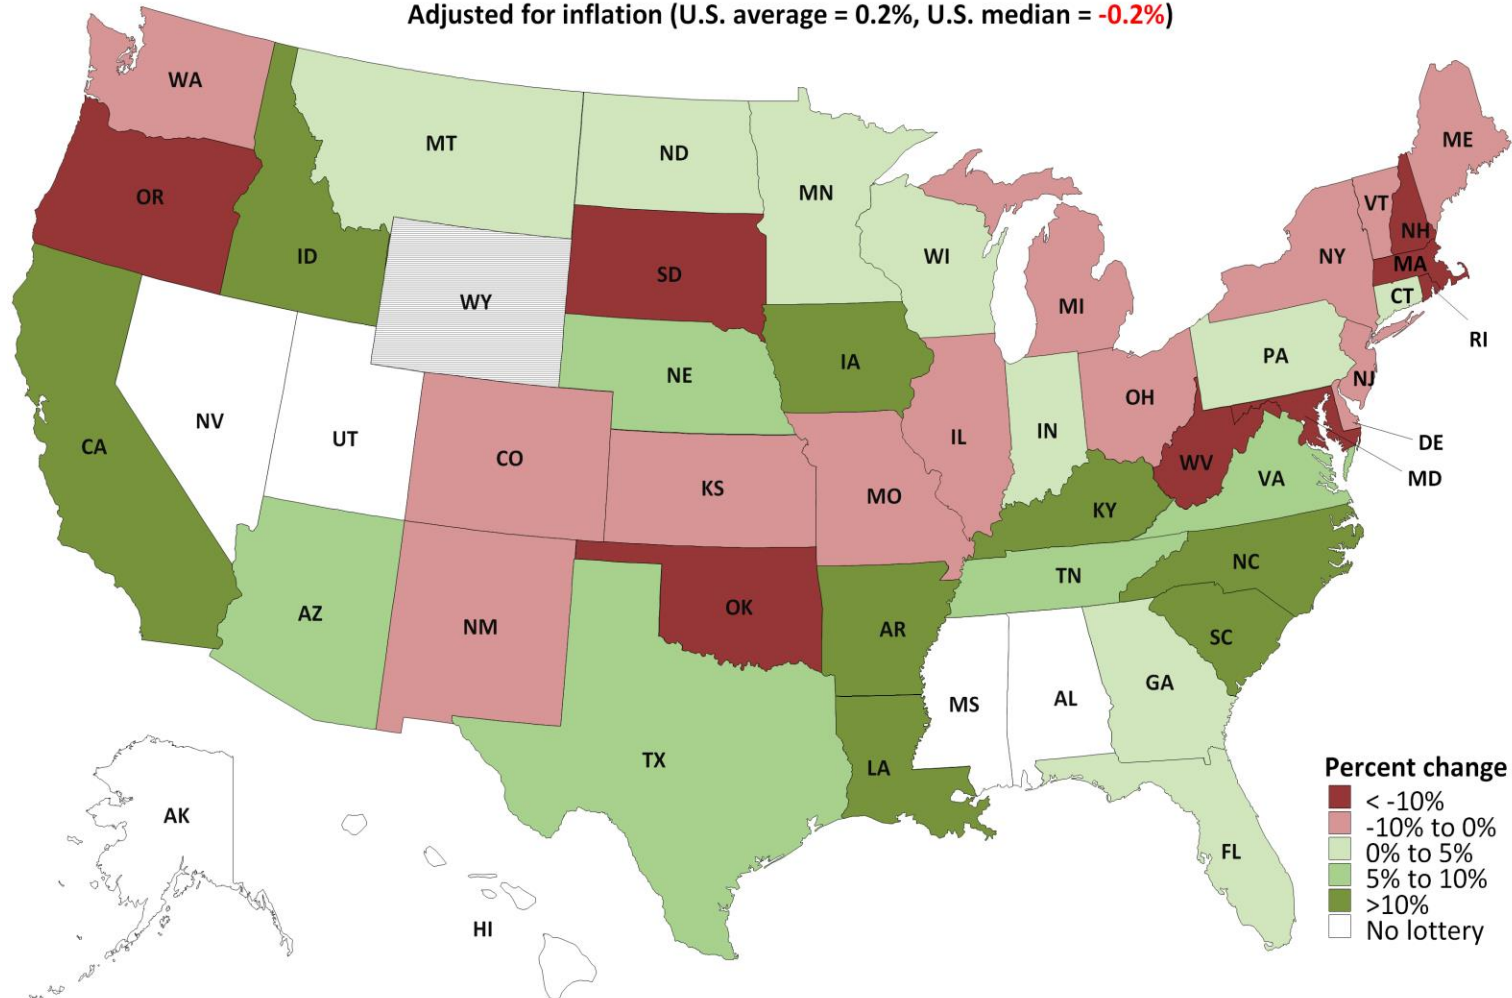 Adjusted for inflation (U.S. average = 0.2%, U.S. median = -0.2%)
WA
MT
ND
MN
ME
OR
ID
SD
WI
VT
NH
NY
MA
CT
RI
WY
MI
IA
PA
NE
NJ
NV
UT
CA
CO
IL
IN
OH
DE
MD
WV
VA
KS
MO
KY
NC
TN
AZ
NM
OK
AR
SC
MS
AL
GA
TX
LA
AK
HI
FL
Percent change
< -10%
-10% to 0%
0% to 5%
5% to 10%
>10%
No lottery